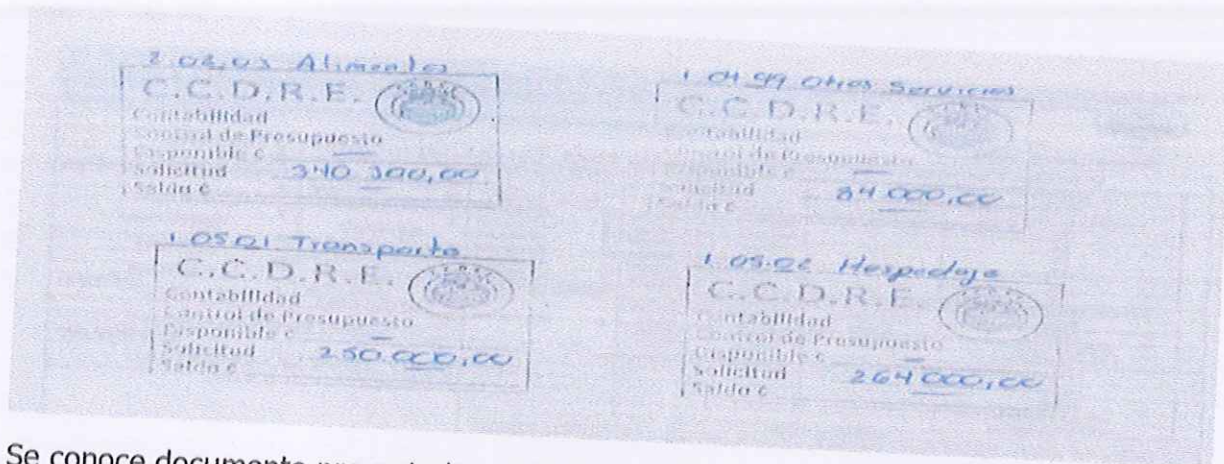 2.02.03 Alimentos
C.C.D.R.E.
Contabilidad
Control de Presupuesto
Disponible ¢
Solicitud 340 300,00
Saldo ¢
1.04.99 Otros Servicios
C.C.D.R.E.
Contabilidad
Control de Presupuesto
Disponible ¢
Solicitud 84 000,00
Saldo ¢
1.05.01 Transporte
C.C.D.R.E.
Contabilidad
Control de Presupuesto
Disponible ¢
Solicitud 250.000,00
Saldo ¢
1.05.02 Hospedaje
C.C.D.R.E.
Contabilidad
Control de Presupuesto
Disponible ¢
Solicitud 264 000,00
Saldo ¢
Se conoce documento